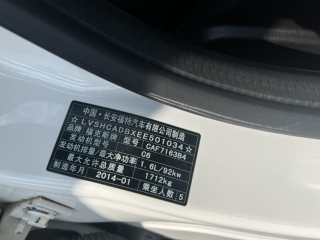 中国·长安福特汽车有限公司制造
☆LVSHCADBXEE501034☆
品牌 福克斯牌 型号 CAF7163B4
发动机型号 C6
发动机排量 最大净功率 1.6L/92kw
最大允许总质量 1712kg
制造年月 2014-01 乘坐人数 5